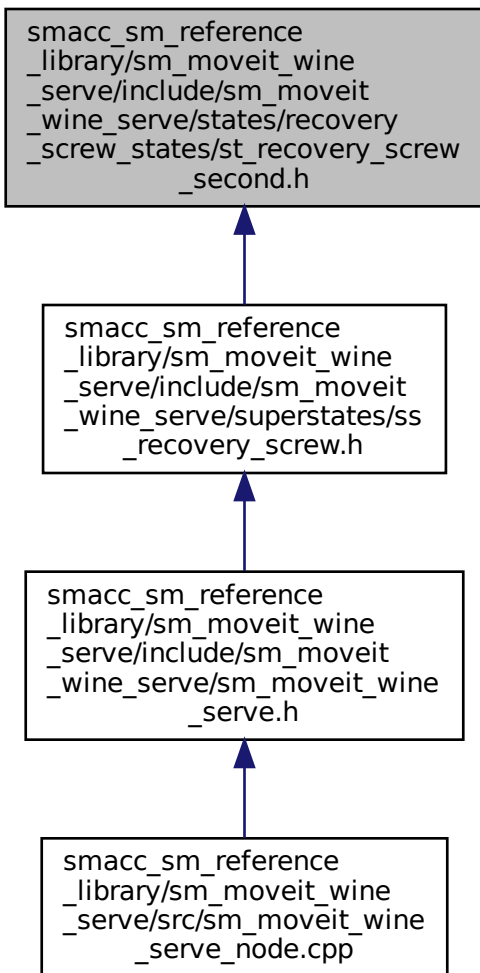 smacc_sm_reference
_library/sm_moveit_wine
_serve/include/sm_moveit
_wine_serve/states/recovery
_screw_states/st_recovery_screw
_second.h
smacc_sm_reference
_library/sm_moveit_wine
_serve/include/sm_moveit
_wine_serve/superstates/ss
_recovery_screw.h
smacc_sm_reference
_library/sm_moveit_wine
_serve/include/sm_moveit
_wine_serve/sm_moveit_wine
_serve.h
smacc_sm_reference
_library/sm_moveit_wine
_serve/src/sm_moveit_wine
_serve_node.cpp